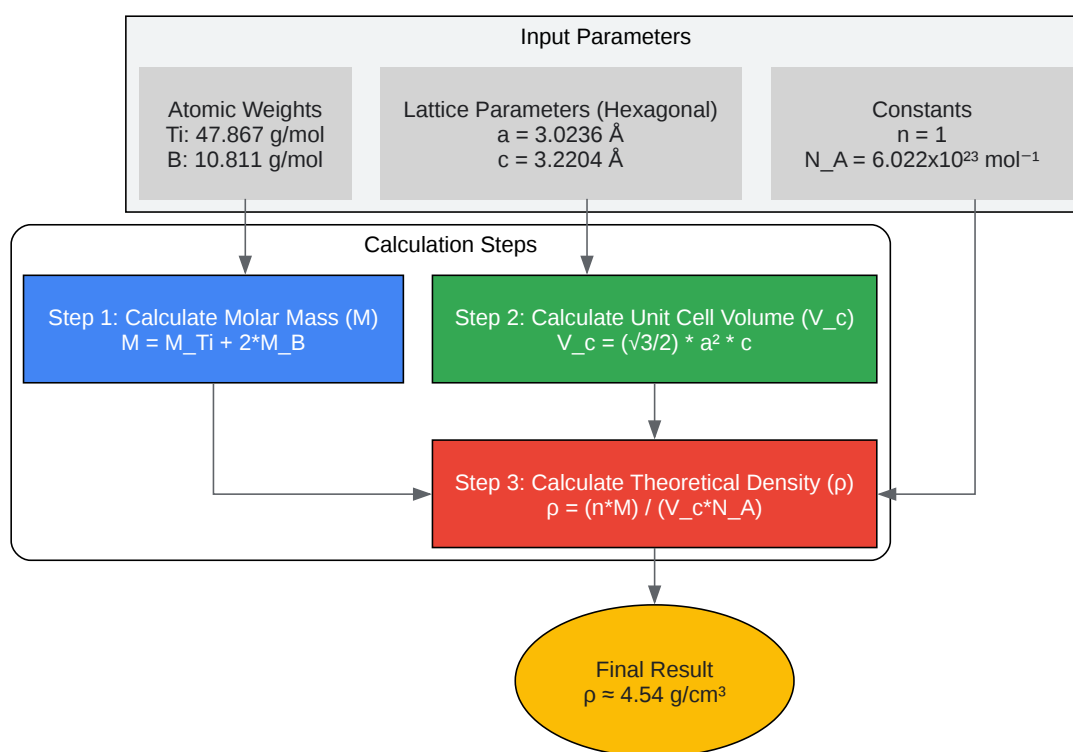 Input Parameters
Atomic Weights
Ti: 47.867 g/mol
B: 10.811 g/mol
Lattice Parameters (Hexagonal)
a = 3.0236 Å
c = 3.2204 Å
Constants
n = 1
N_A = 6.022x10²³ mol⁻¹
Calculation Steps
Step 1: Calculate Molar Mass (M)
M = M_Ti + 2*M_B
Step 2: Calculate Unit Cell Volume (V_c)
V_c = (√3/2) * a² * c
Step 3: Calculate Theoretical Density (ρ)
ρ = (n*M) / (V_c*N_A)
Final Result
ρ ≈ 4.54 g/cm³